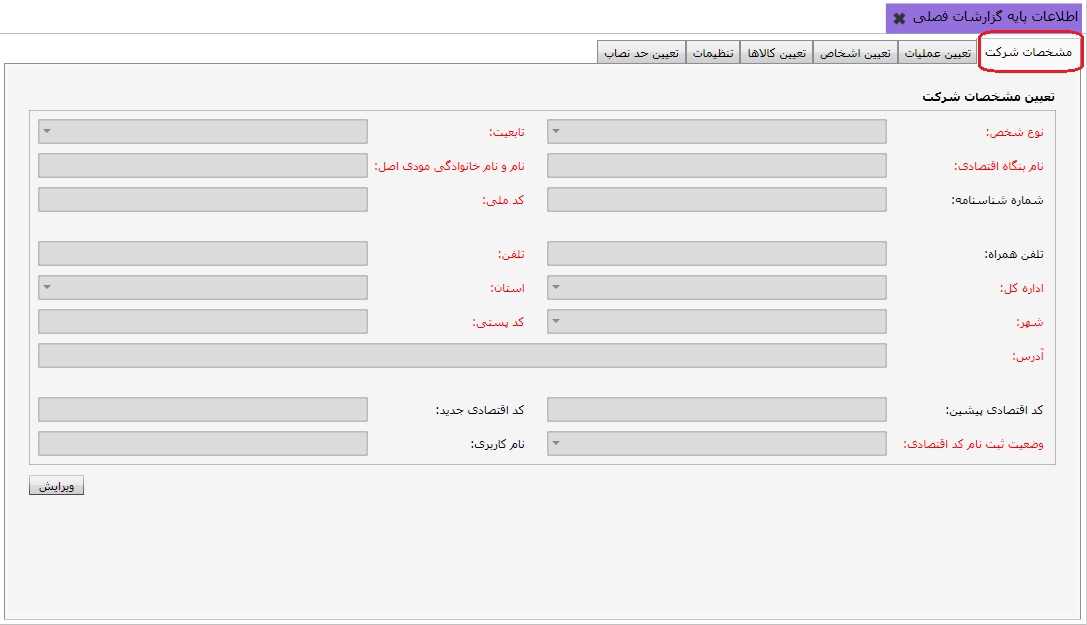 اطلاعات پایه گزارشات فصلی ✖
مشخصات شرکت تعیین عملیات تعیین اشخاص تعیین کالاها تنظیمات تعیین حد نصاب
تعیین مشخصات شرکت
نوع شخص: تابعیت:
نام بنگاه اقتصادی: نام و نام خانوادگی مودی اصل:
شماره شناسنامه: کد ملی:
تلفن همراه: تلفن:
اداره کل: استان:
شهر: کد پستی:
آدرس:
کد اقتصادی پیشین: کد اقتصادی جدید:
وضعیت ثبت نام کد اقتصادی: نام کاربری:
ویرایش